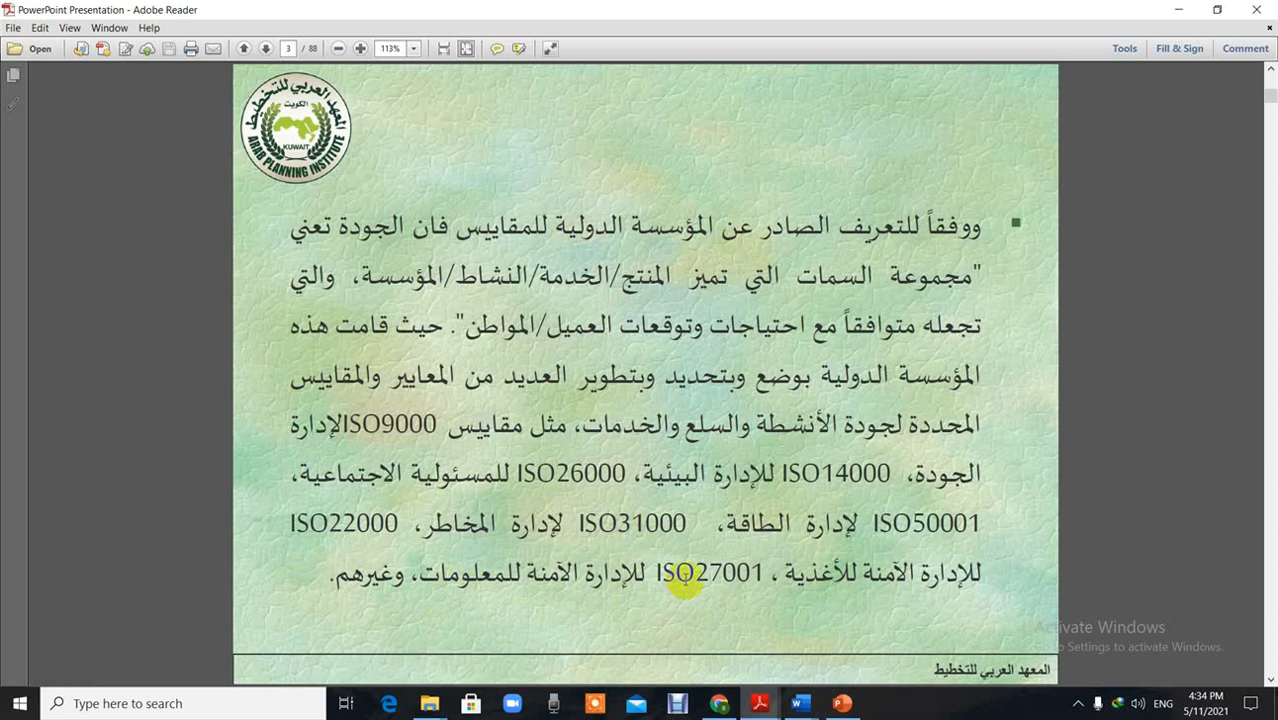 PowerPoint Presentation - Adobe Reader
File Edit View Window Help
Open 3 / 88 113% Tools Fill & Sign Comment
المعهد العربي للتخطيط
الكويت
KUWAIT
ARAB PLANNING INSTITUTE
ووفقاً للتعريف الصادر عن المؤسسة الدولية للمقاييس فان الجودة تعني
"مجموعة السمات التي تميز المنتج/الخدمة/النشاط/المؤسسة، والتي
تجعله متوافقاً مع احتياجات وتوقعات العميل/المواطن". حيث قامت هذه
المؤسسة الدولية بوضع وبتحديد وبتطوير العديد من المعايير والمقاييس
المحددة لجودة الأنشطة والسلع والخدمات، مثل مقاييس ISO9000لإدارة
الجودة، ISO14000 للإدارة البيئية، ISO26000 للمسئولية الاجتماعية،
ISO50001 لإدارة الطاقة، ISO31000 لإدارة المخاطر، ISO22000
للإدارة الآمنة للأغذية ، ISO27001 للإدارة الآمنة للمعلومات، وغيرهم.
Activate Windows
o Settings to activate Windows.
المعهد العربي للتخطيط
Type here to search
ENG
4:34 PM
5/11/2021